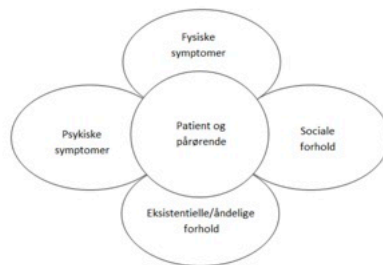 Fysiske
symptomer
Psykiske
symptomer
Patient og
pårørende
Sociale
forhold
Eksistentielle/åndelige
forhold